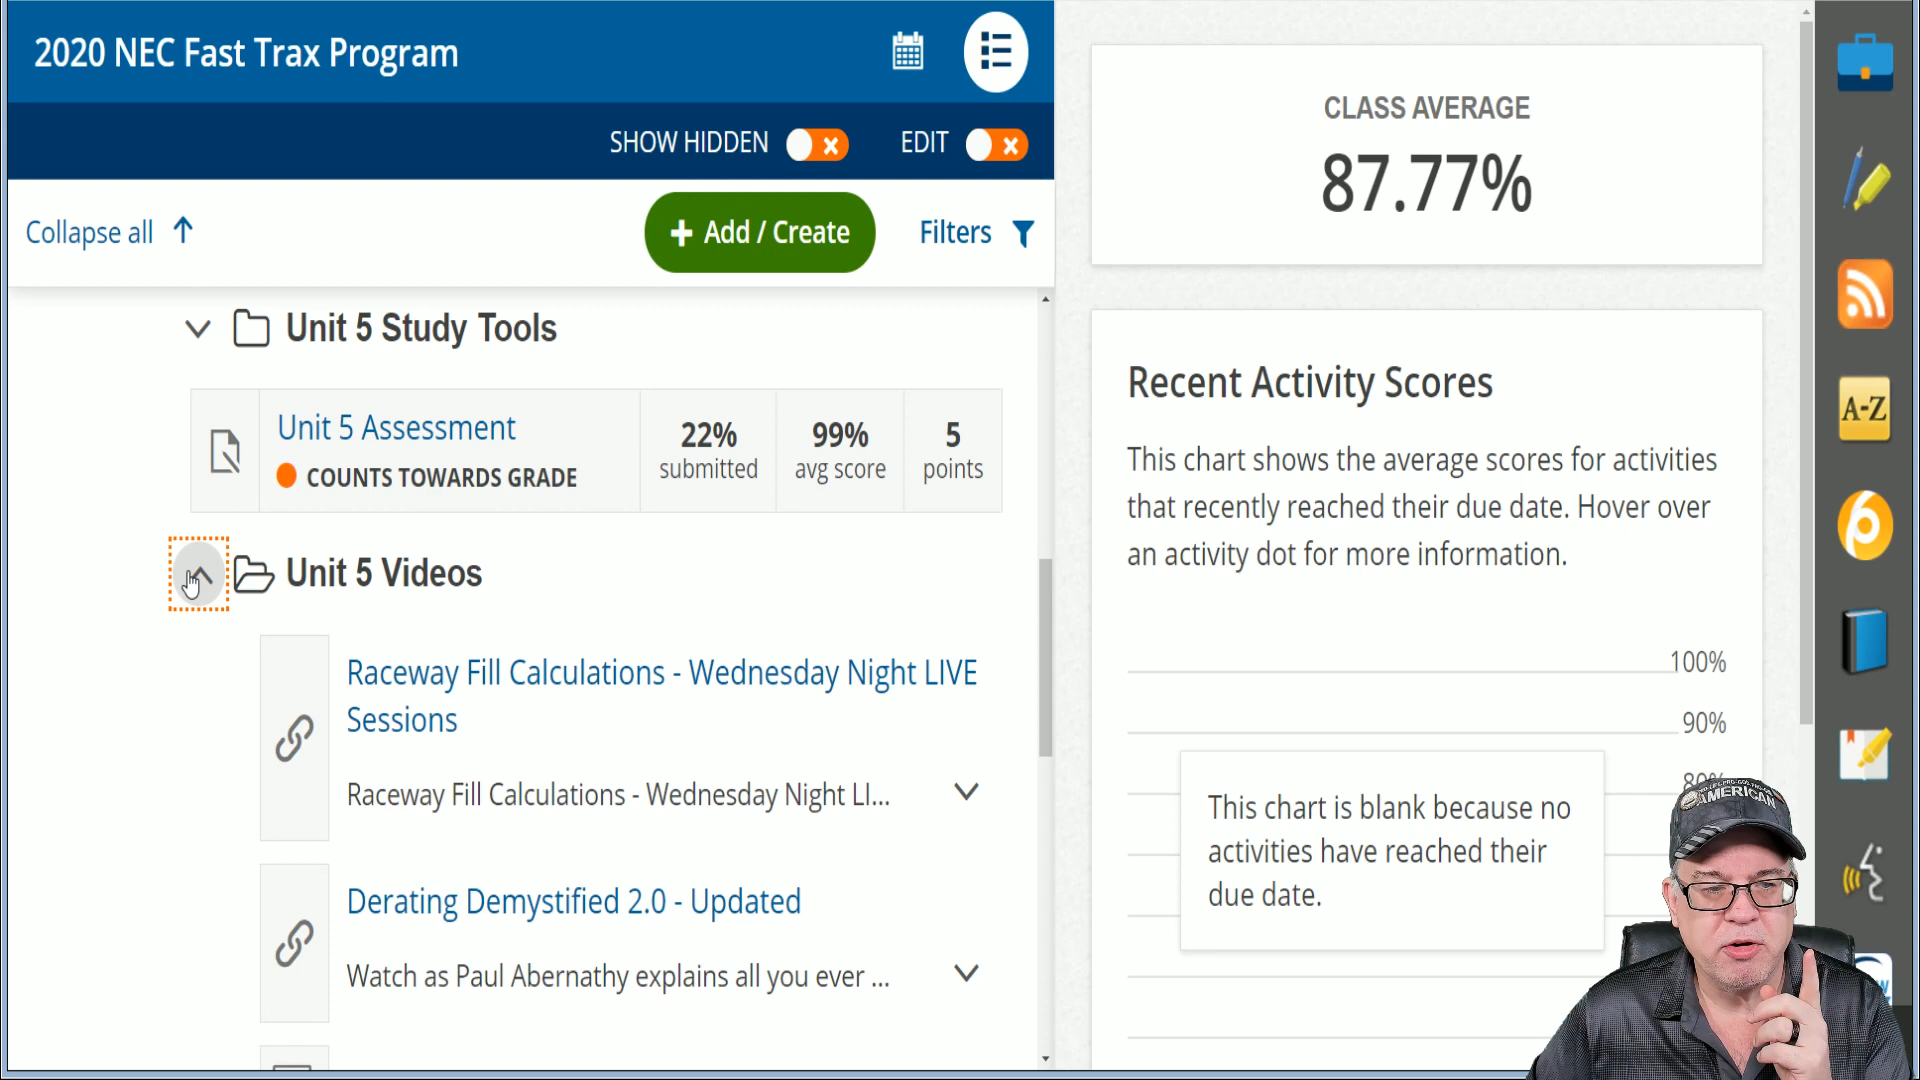 2020 NEC Fast Trax Program
SHOW HIDDEN
EDIT
Collapse all
+ Add / Create
Filters
Unit 5 Study Tools
Unit 5 Assessment
COUNTS TOWARDS GRADE
22%
submitted
99%
avg score
5
points
Unit 5 Videos
Raceway Fill Calculations - Wednesday Night LIVE
Sessions
Raceway Fill Calculations - Wednesday Night LI...
Derating Demystified 2.0 - Updated
Watch as Paul Abernathy explains all you ever ...
CLASS AVERAGE
87.77%
Recent Activity Scores
This chart shows the average scores for activities
that recently reached their due date. Hover over
an activity dot for more information.
100%
90%
80%
This chart is blank because no
activities have reached their
due date.
A-Z
AMERICAN